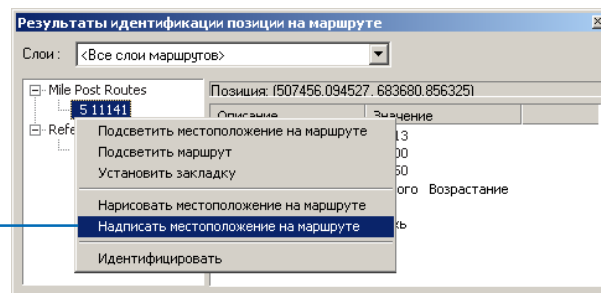 Результаты идентификации позиции на маршруте
Слои : <Все слои маршрутов>
Mile Post Routes
5 11141
Refe
Позиция: (507456.094527, 683680.856325)
Описание Значение
13
00
50
ого Возрастание
сь
Подсветить местоположение на маршруте
Подсветить маршрут
Установить закладку
Нарисовать местоположение на маршруте
Надписать местоположение на маршруте
Идентифицировать